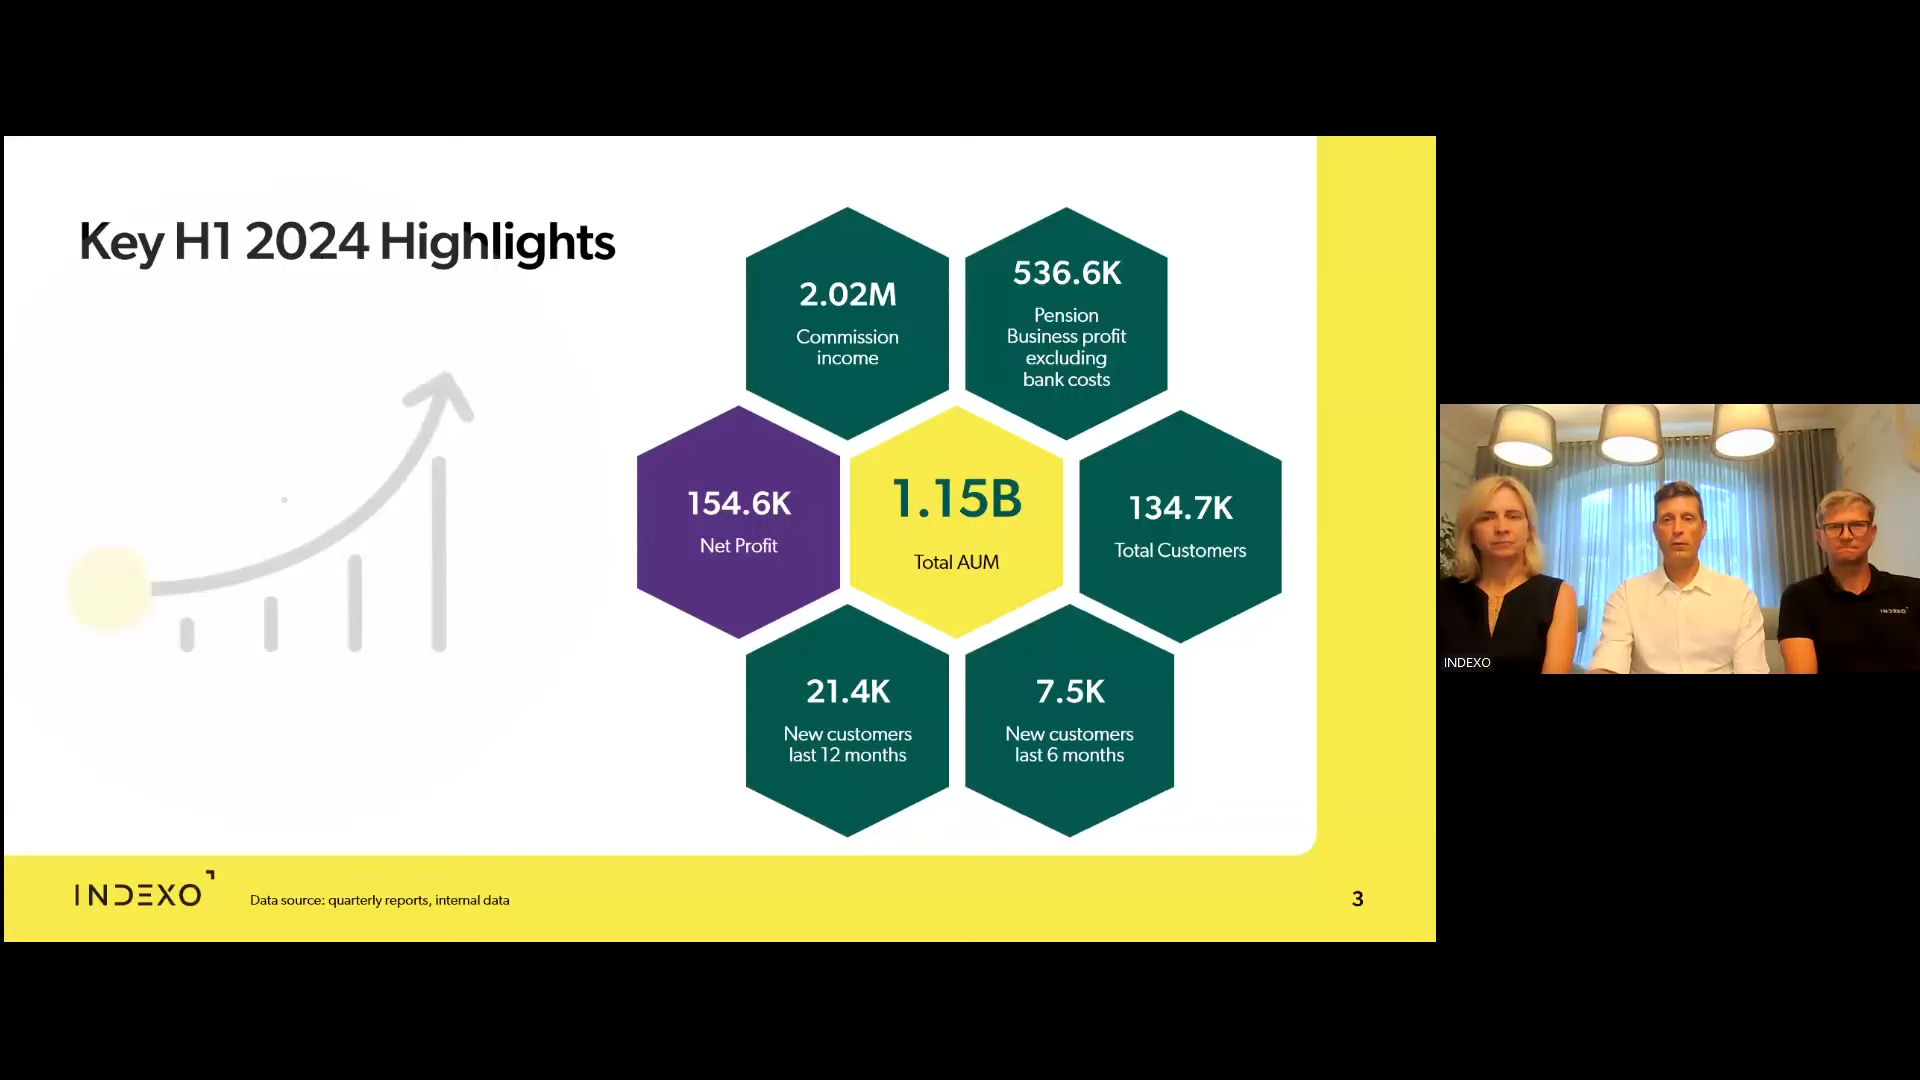 Key H1 2024 Highlights
2.02M
Commission
income
536.6K
Pension
Business profit
excluding
bank costs
154.6K
Net Profit
1.15B
Total AUM
134.7K
Total Customers
21.4K
New customers
last 12 months
7.5K
New customers
last 6 months
INDEXO
Data source: quarterly reports, internal data
3
INDEXO
INDEXO